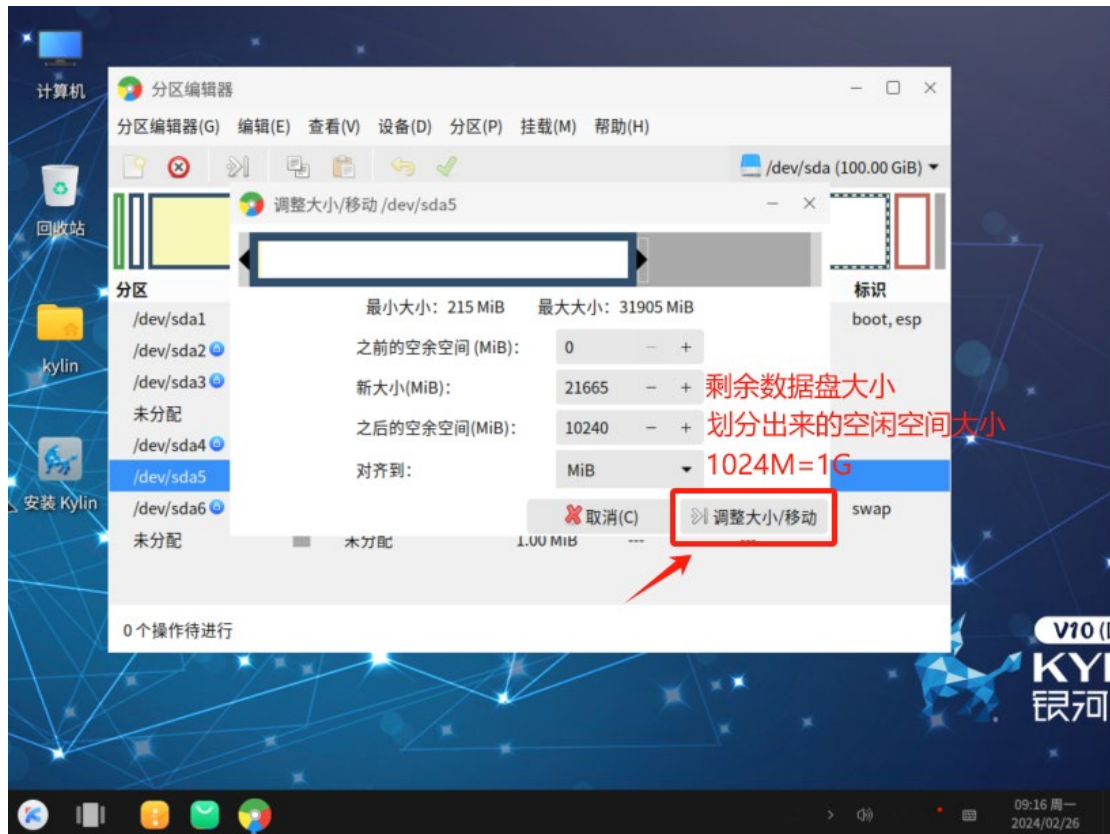 计算机
分区编辑器
分区编辑器(G) 编辑(E) 查看(V) 设备(D) 分区(P) 挂载(M) 帮助(H)
/dev/sda (100.00 GiB)
回收站
调整大小/移动 /dev/sda5
分区
标识
最小大小：215 MiB 最大大小：31905 MiB
/dev/sda1
boot, esp
之前的空余空间 (MiB)： 0
/dev/sda2
kylin
新大小(MiB)： 21665
剩余数据盘大小
/dev/sda3
未分配
之后的空余空间(MiB)： 10240
划分出来的空闲空间大小
/dev/sda4
对齐到： MiB
1024M=1G
/dev/sda5
安装 Kylin
/dev/sda6
取消(C)
调整大小/移动
swap
未分配
未分配
1.00 MiB --- ---
0 个操作待进行
V10
KY
银河
09:16 周一
2024/02/26